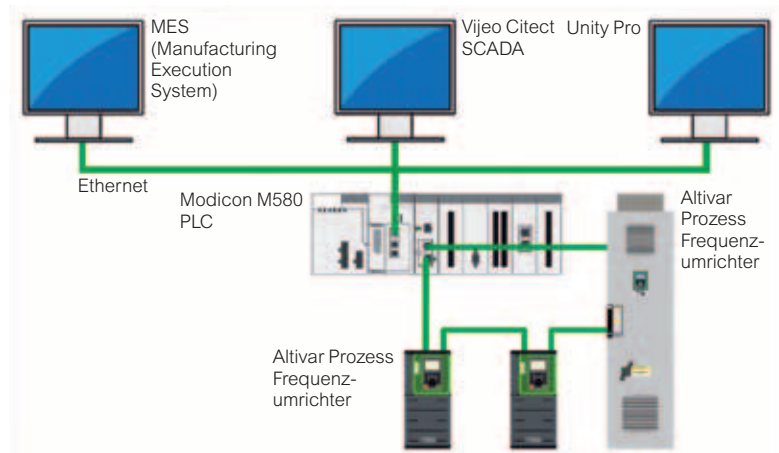 MES
(Manufacturing
Execution
System)
Vijeo Citect
SCADA
Unity Pro
Ethernet
Modicon M580
PLC
Altivar
Prozess
Frequenz-
umrichter
Altivar Prozess
Frequenz-
umrichter